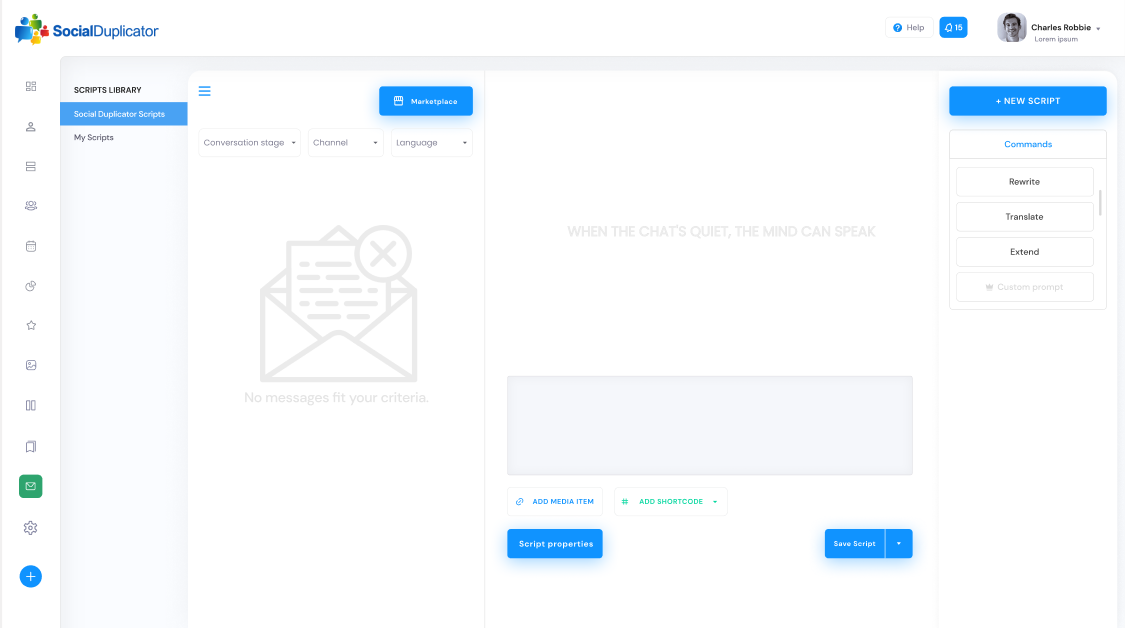 SocialDuplicator
Help
15
Charles Robbie
Lorem ipsum
SCRIPTS LIBRARY
Social Duplicator Scripts
My Scripts
Marketplace
Conversation stage
Channel
Language
No messages fit your criteria.
WHEN THE CHAT'S QUIET, THE MIND CAN SPEAK
ADD MEDIA ITEM
# ADD SHORTCODE
Script properties
Save Script
+ NEW SCRIPT
Commands
Rewrite
Translate
Extend
Custom prompt